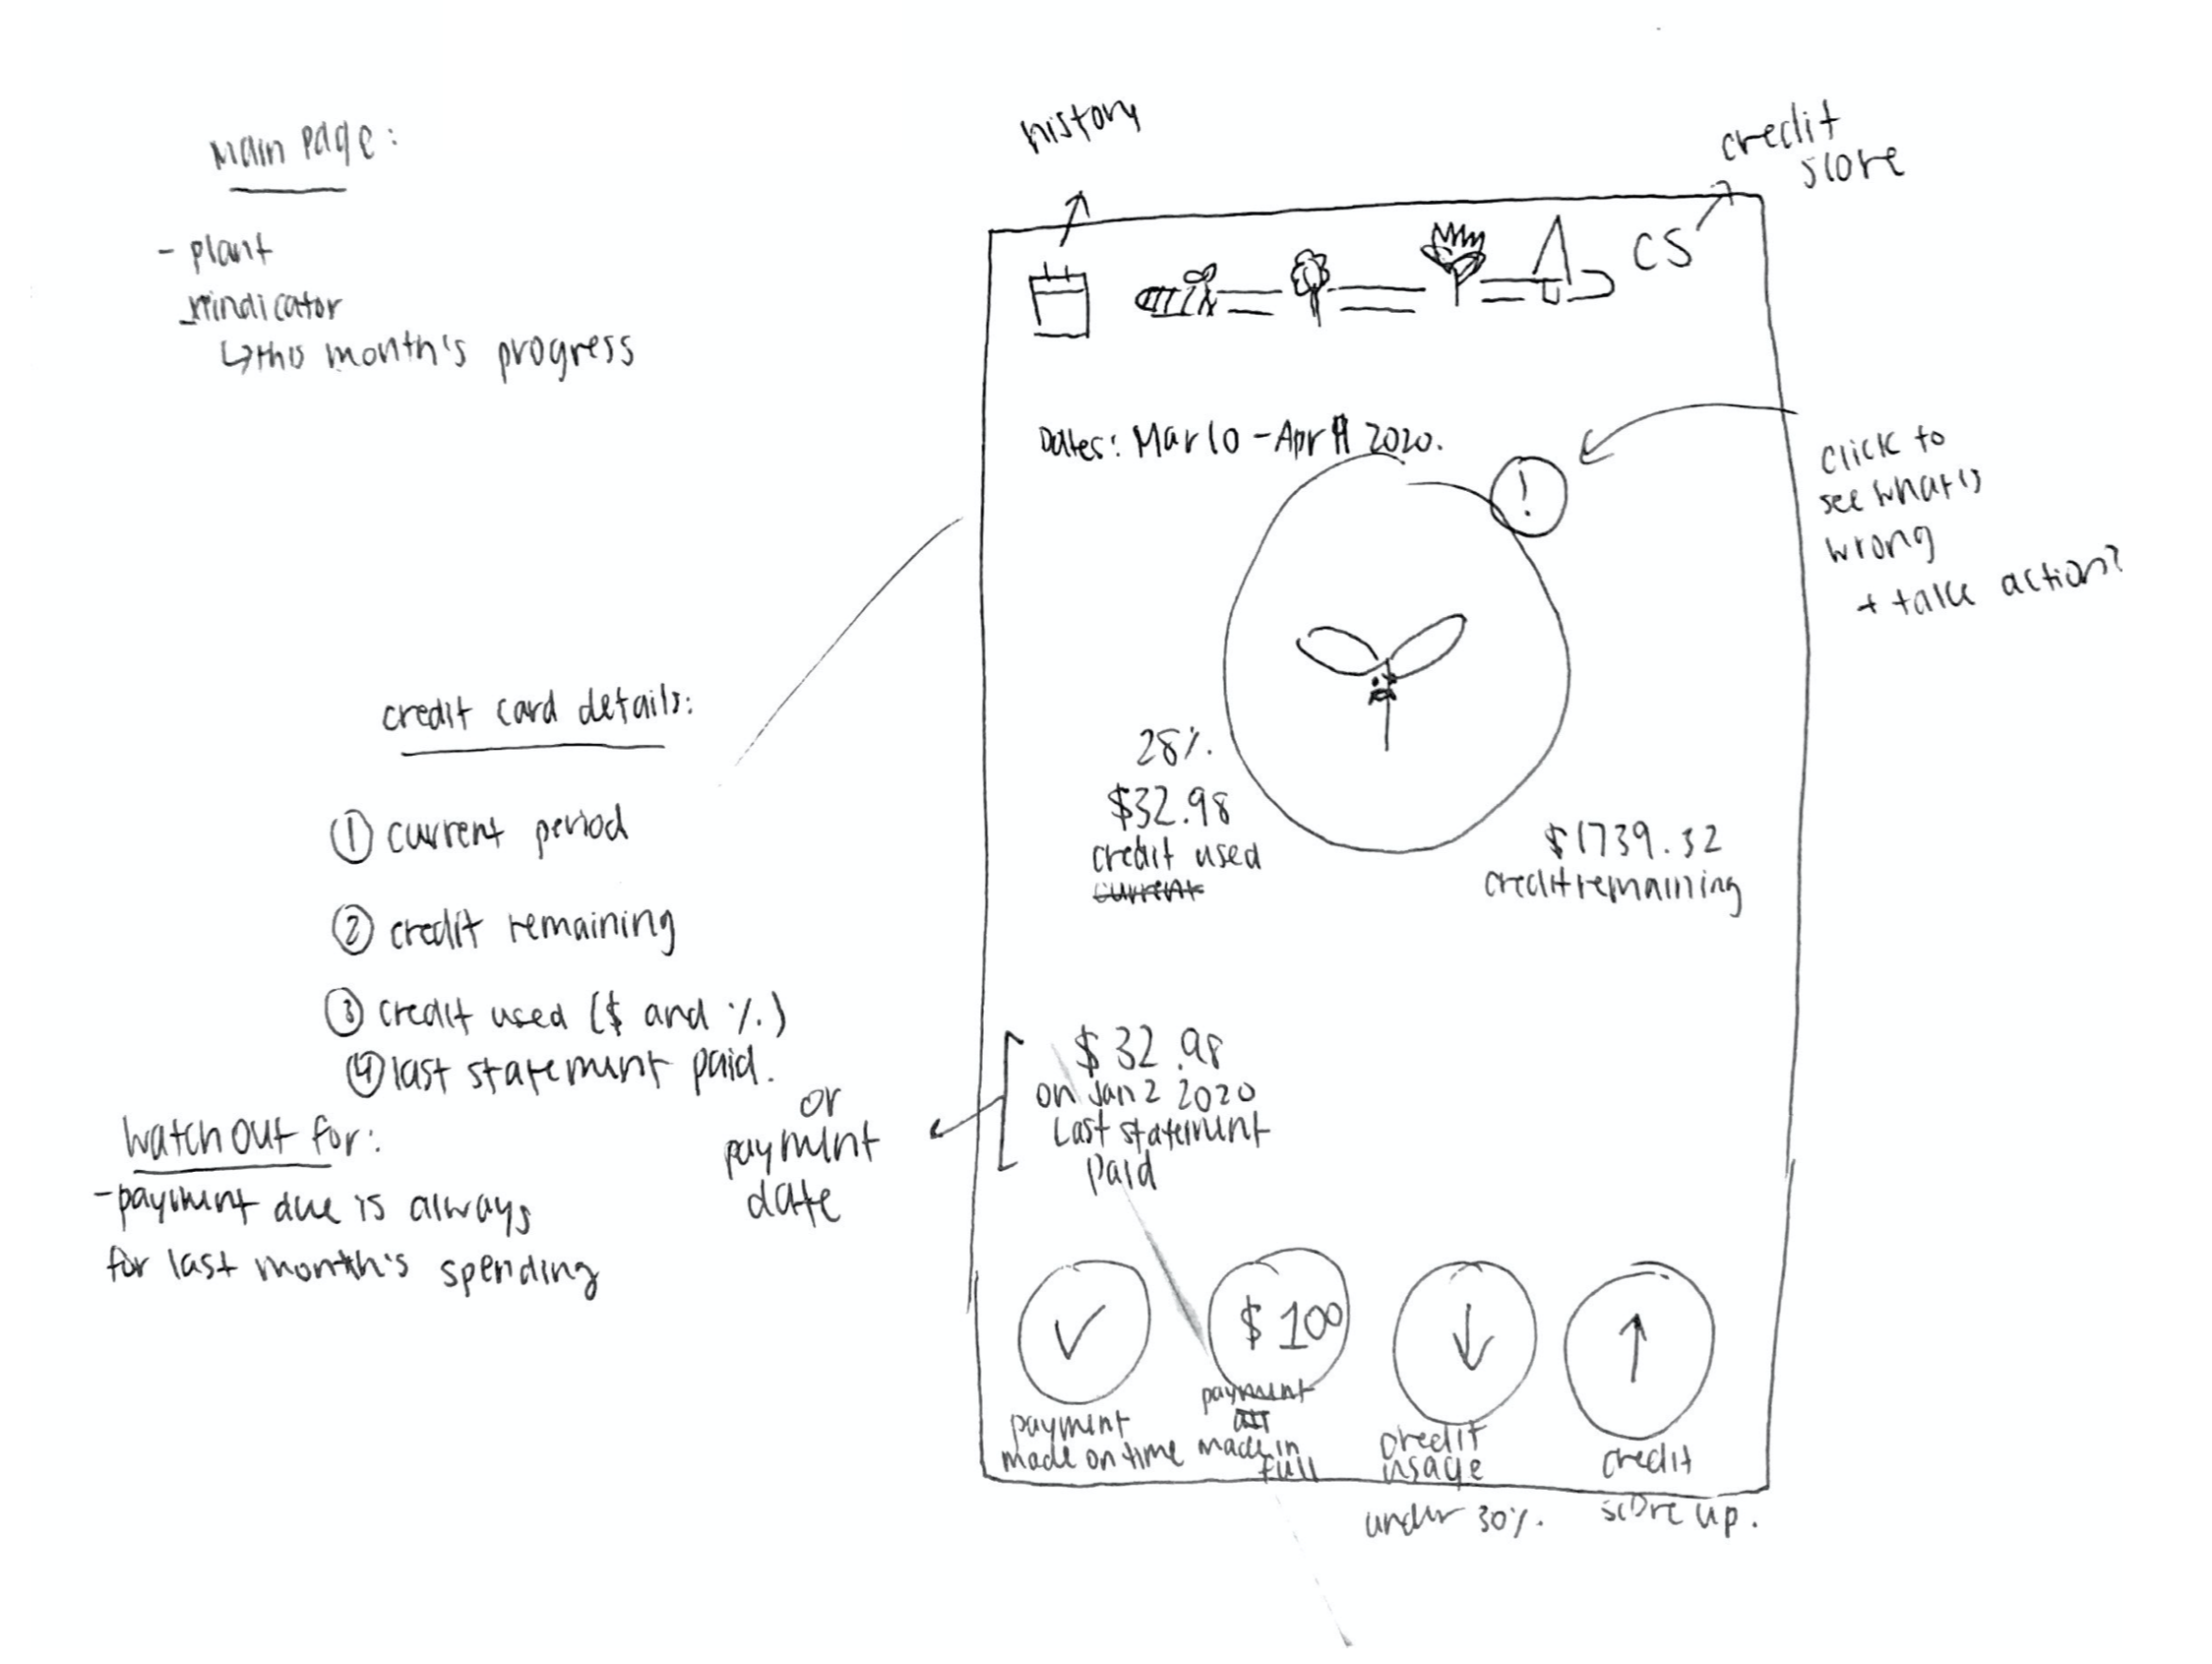 Main Page:
- plant
- indicator
↳ this month's progress
credit card details:
① current period
② credit remaining
③ credit used ($ and %)
④ last statement paid.
or
payment
date
Watch out for:
- payment due is always
for last month's spending
history
credit
score
CS
Dates: Mar 10 - Apr 2020.
!
click to
see what is
wrong
+ take action?
28%.
$32.98
credit used
current
$1739.32
credit remaining
$32.98
on Jan 2 2020
Last statement
Paid
payment
made on time
$100
payment
made in
full
credit
usage
under 30%.
credit
score up.